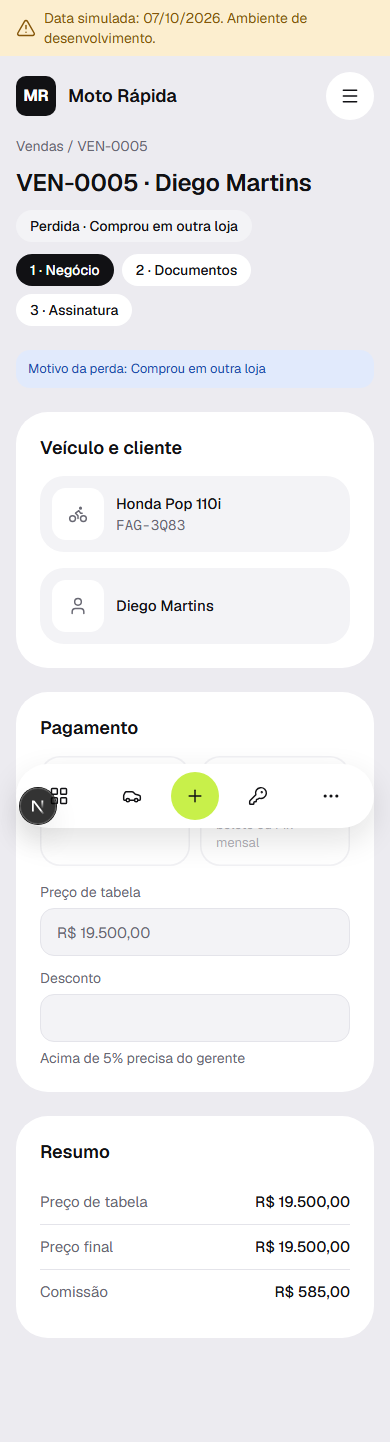 Data simulada: 07/10/2026. Ambiente de
desenvolvimento.
MR
Moto Rápida
Vendas / VEN-0005
VEN-0005 · Diego Martins
Perdida · Comprou em outra loja
1 · Negócio
2 · Documentos
3 · Assinatura
Motivo da perda: Comprou em outra loja
Veículo e cliente
Honda Pop 110i
FAG-3Q83
Diego Martins
Pagamento
N
mensal
Preço de tabela
R$ 19.500,00
Desconto
Acima de 5% precisa do gerente
Resumo
Preço de tabela
R$ 19.500,00
Preço final
R$ 19.500,00
Comissão
R$ 585,00